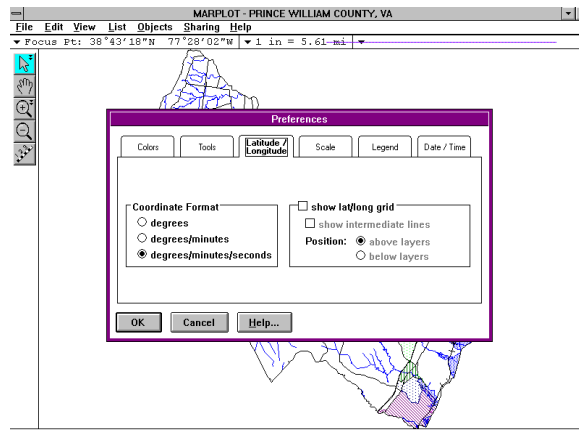 MARPLOT - PRINCE WILLIAM COUNTY, VA
File Edit View List Objects Sharing Help
Focus Pt: 38°43'18"N 77°28'02"W 1 in = 5.61 mi
Preferences
Colors Tools Latitude / Longitude Scale Legend Date / Time
Coordinate Format
degrees
degrees/minutes
degrees/minutes/seconds
show lat/long grid
show intermediate lines
Position: above layers
below layers
OK Cancel Help...